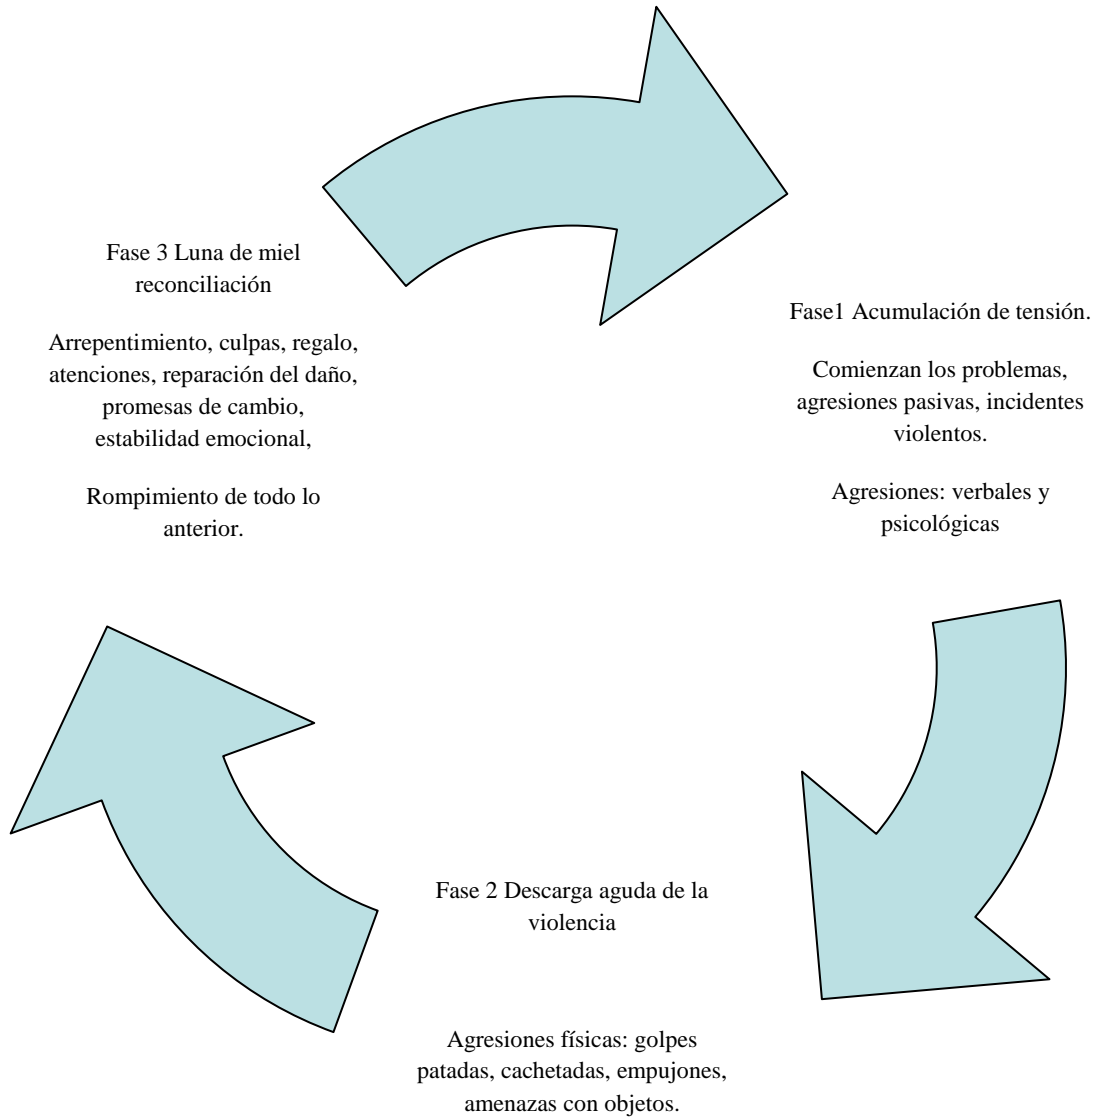 Fase 3 Luna de miel
reconciliación
Arrepentimiento, culpas, regalo,
atenciones, reparación del daño,
promesas de cambio,
estabilidad emocional,
Rompimiento de todo lo
anterior.
Fase1 Acumulación de tensión.
Comienzan los problemas,
agresiones pasivas, incidentes
violentos.
Agresiones: verbales y
psicológicas
Fase 2 Descarga aguda de la
violencia
Agresiones físicas: golpes
patadas, cachetadas, empujones,
amenazas con objetos.